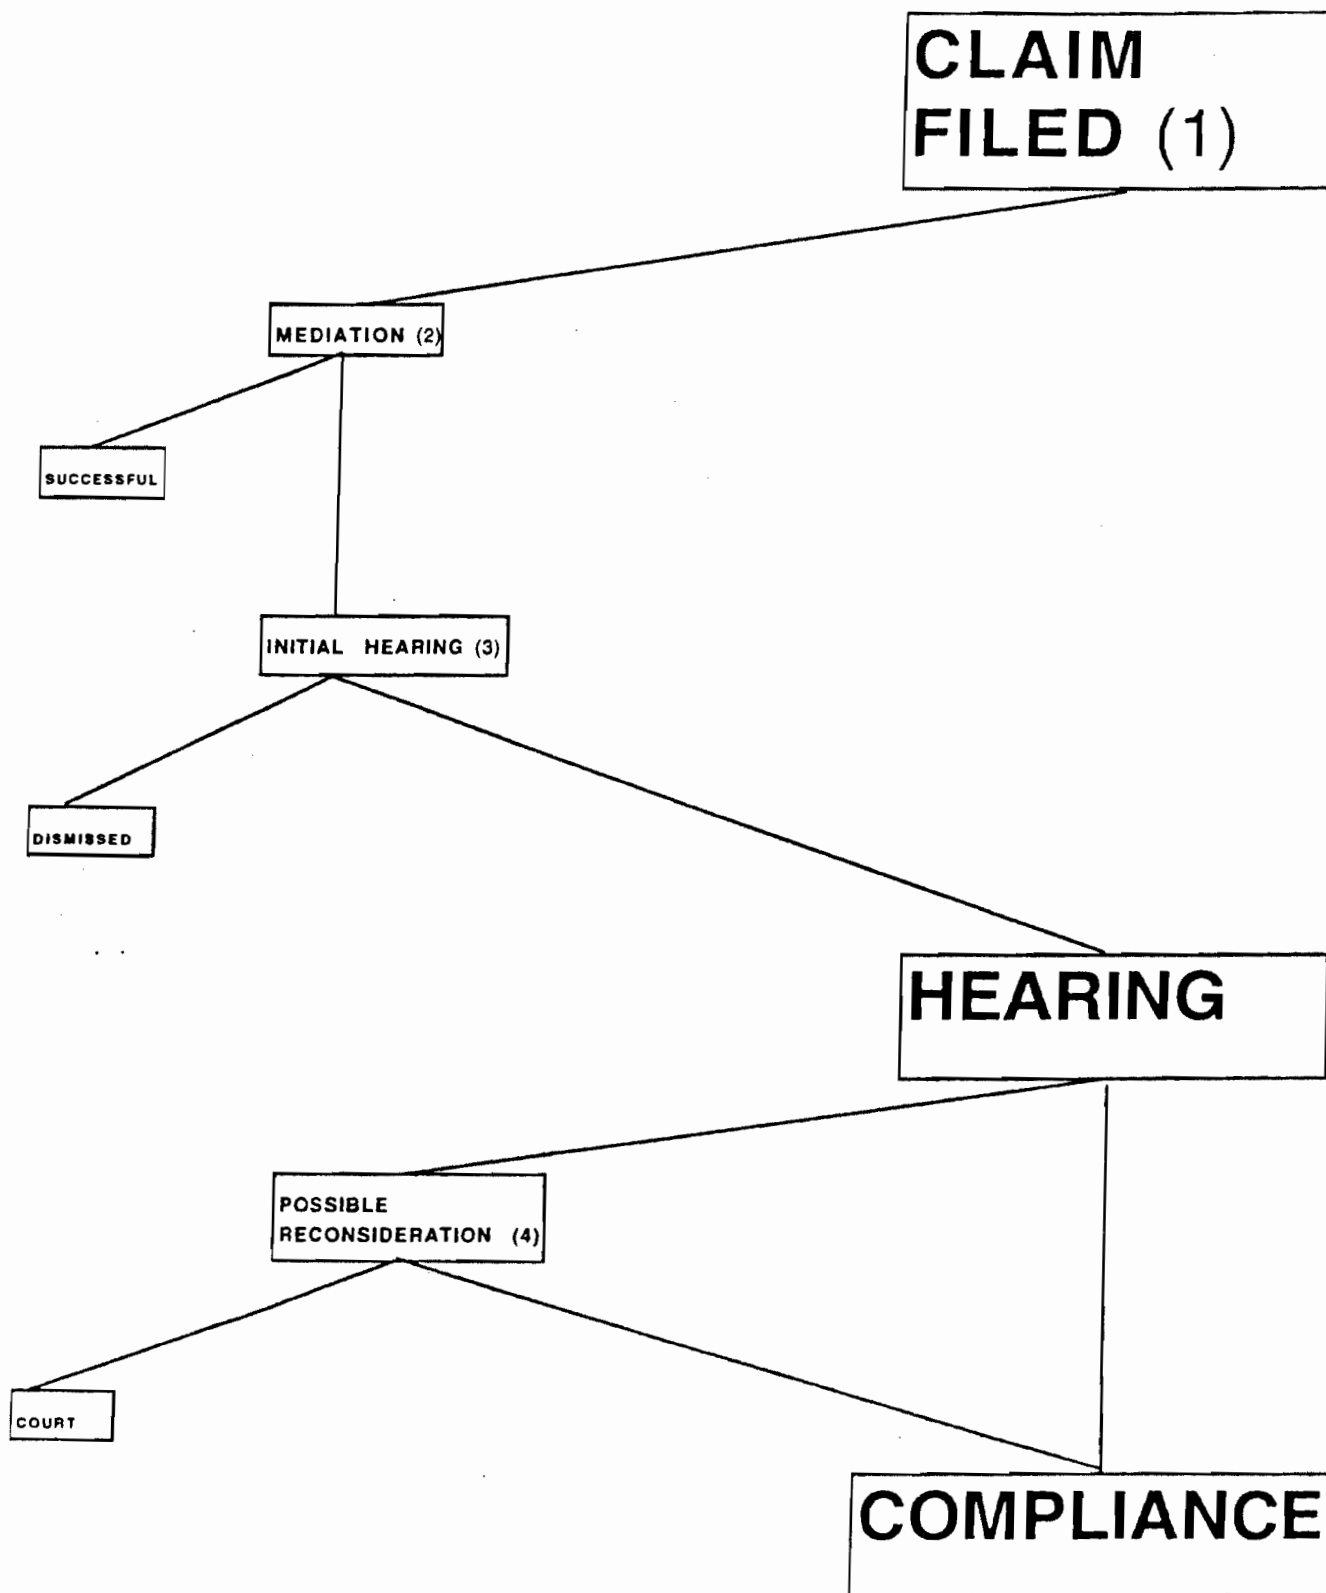 CLAIM
FILED (1)
MEDIATION (2)
SUCCESSFUL
INITIAL HEARING (3)
DISMISSED
HEARING
POSSIBLE
RECONSIDERATION (4)
COURT
COMPLIANCE